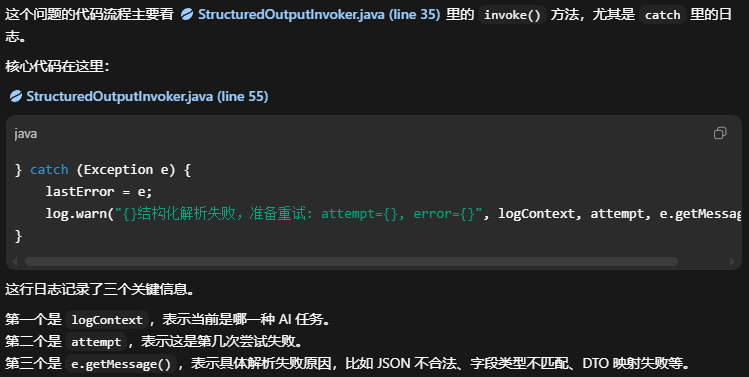 这个问题的代码流程主要看 StructuredOutputInvoker.java (line 35) 里的 invoke() 方法，尤其是 catch 里的日
志。
核心代码在这里：
StructuredOutputInvoker.java (line 55)
java
} catch (Exception e) {
    lastError = e;
    log.warn("{}结构化解析失败，准备重试: attempt={}, error={}", logContext, attempt, e.getMessag
}
这行日志记录了三个关键信息。
第一个是 logContext，表示当前是哪一种 AI 任务。
第二个是 attempt，表示这是第几次尝试失败。
第三个是 e.getMessage()，表示具体解析失败原因，比如 JSON 不合法、字段类型不匹配、DTO 映射失败等。